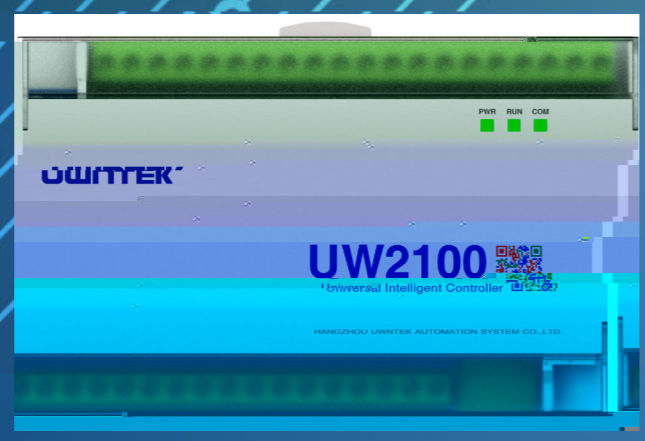 PWR RUN COM
UWNTEK
UW2100
Universal Intelligent Controller
HANGZHOU UWNTEK AUTOMATION SYSTEM CO.,LTD.